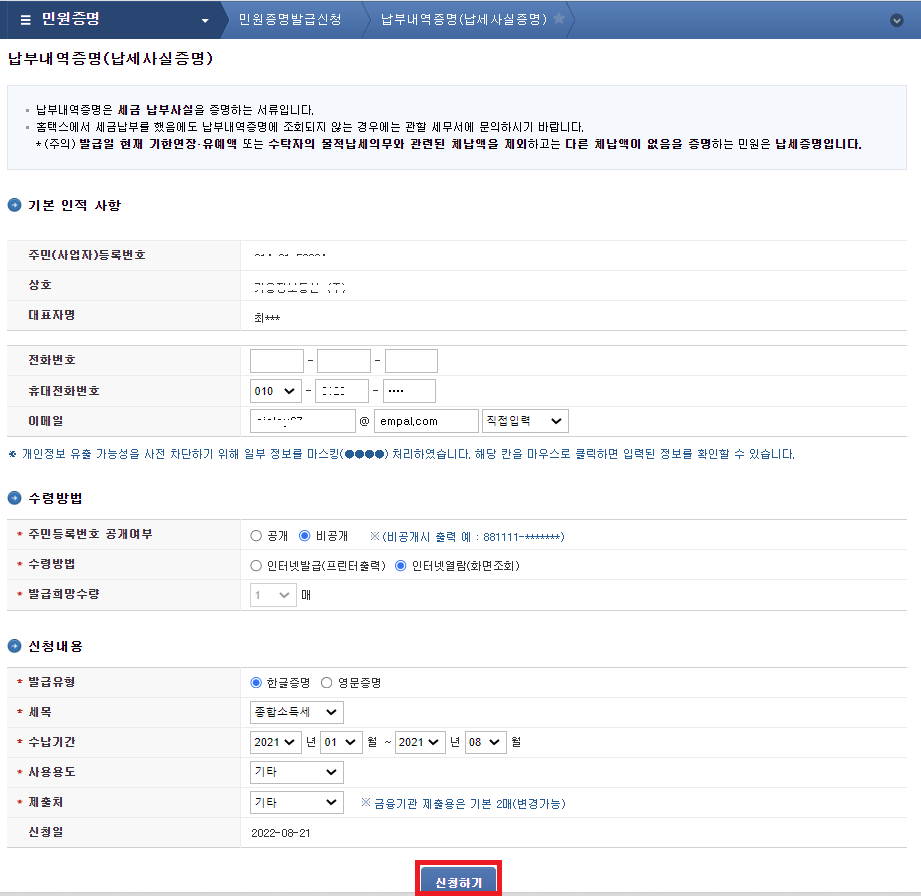 민원증명 민원증명발급신청 납부내역증명(납세사실증명)
납부내역증명(납세사실증명)
납부내역증명은 세금 납부사실을 증명하는 서류입니다.
홈택스에서 세금납부를 했음에도 납부내역증명에 조회되지 않는 경우에는 관할 세무서에 문의하시기 바랍니다.
*(주의) 발급일 현재 기한연장·유예액 또는 수탁자의 물적납세의무와 관련된 체납액을 제외하고는 다른 체납액이 없음을 증명하는 민원은 납세증명입니다.
기본 인적 사항
주민(사업자)등록번호
상호
대표자명 최***
전화번호 - -
휴대전화번호 010 - - ••••
이메일 @ empal.com 직접입력
※ 개인정보 유출 가능성을 사전 차단하기 위해 일부 정보를 마스킹(●●●●) 처리하였습니다. 해당 칸을 마우스로 클릭하면 입력된 정보를 확인할 수 있습니다.
수령방법
* 주민등록번호 공개여부 공개 비공개 ※(비공개시 출력 예 : 881111-*******)
* 수령방법 인터넷발급(프린터출력) 인터넷열람(화면조회)
* 발급희망수량 1 매
신청내용
* 발급유형 한글증명 영문증명
* 세목 종합소득세
* 수납기간 2021 년 01 월 ~ 2021 년 08 월
* 사용용도 기타
* 제출처 기타 ※ 금융기관 제출용은 기본 2매(변경가능)
신청일 2022-08-21
신청하기